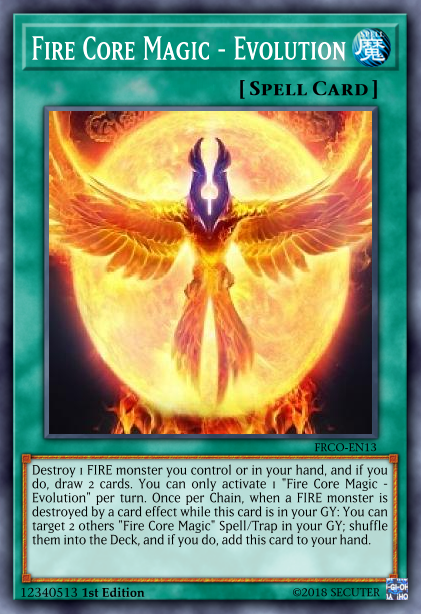 Fire Core Magic - Evolution 魔
[Spell Card]
FRCO-EN13
Destroy 1 FIRE monster you control or in your hand, and if you
do, draw 2 cards. You can only activate 1 "Fire Core Magic -
Evolution" per turn. Once per Chain, when a FIRE monster is
destroyed by a card effect while this card is in your GY: You can
target 2 others "Fire Core Magic" Spell/Trap in your GY; shuffle
them into the Deck, and if you do, add this card to your hand.
12340513 1st Edition ©2018 SECUTER